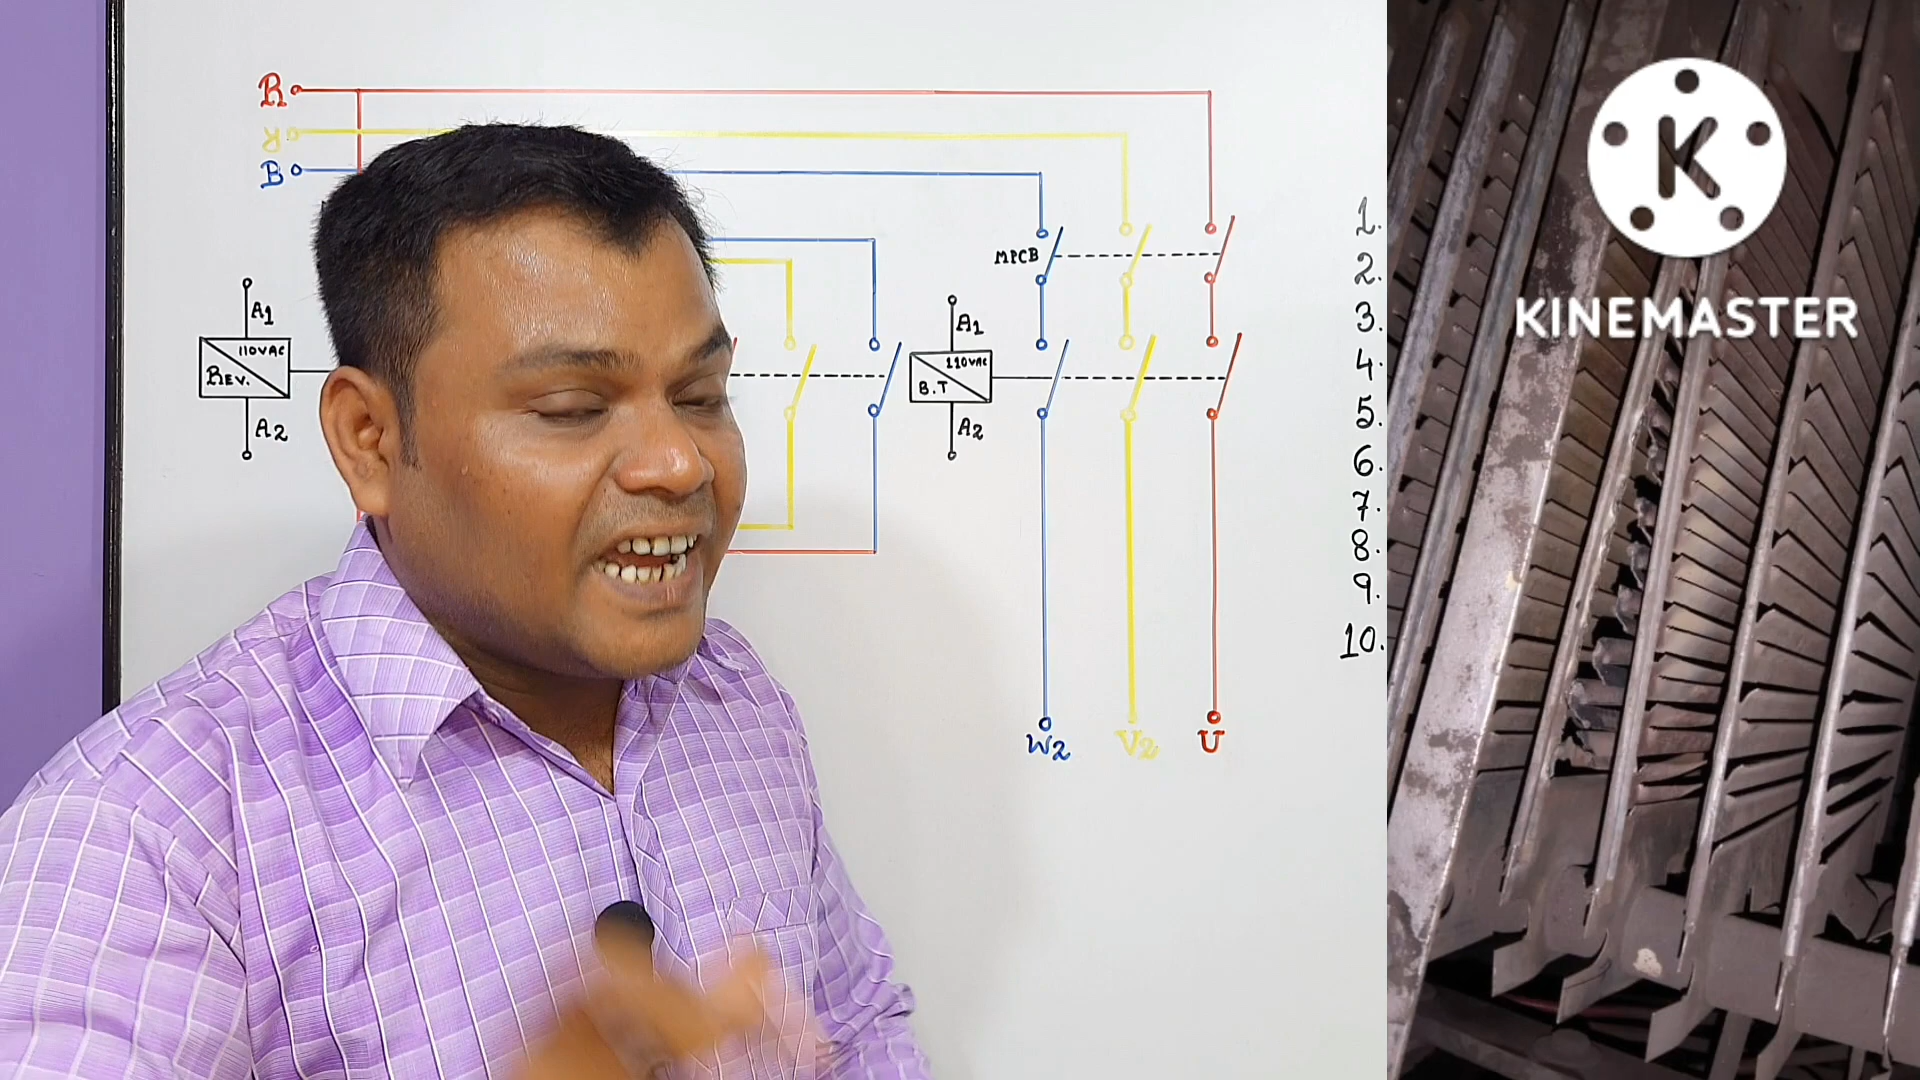 R
Y
B
MPCB
A1
110VAC
REV.
A2
A1
110VAC
B.T
A2
W2
V2
U
1.
2.
3.
4.
5.
6.
7.
8.
9.
10.
K
KINEMASTER